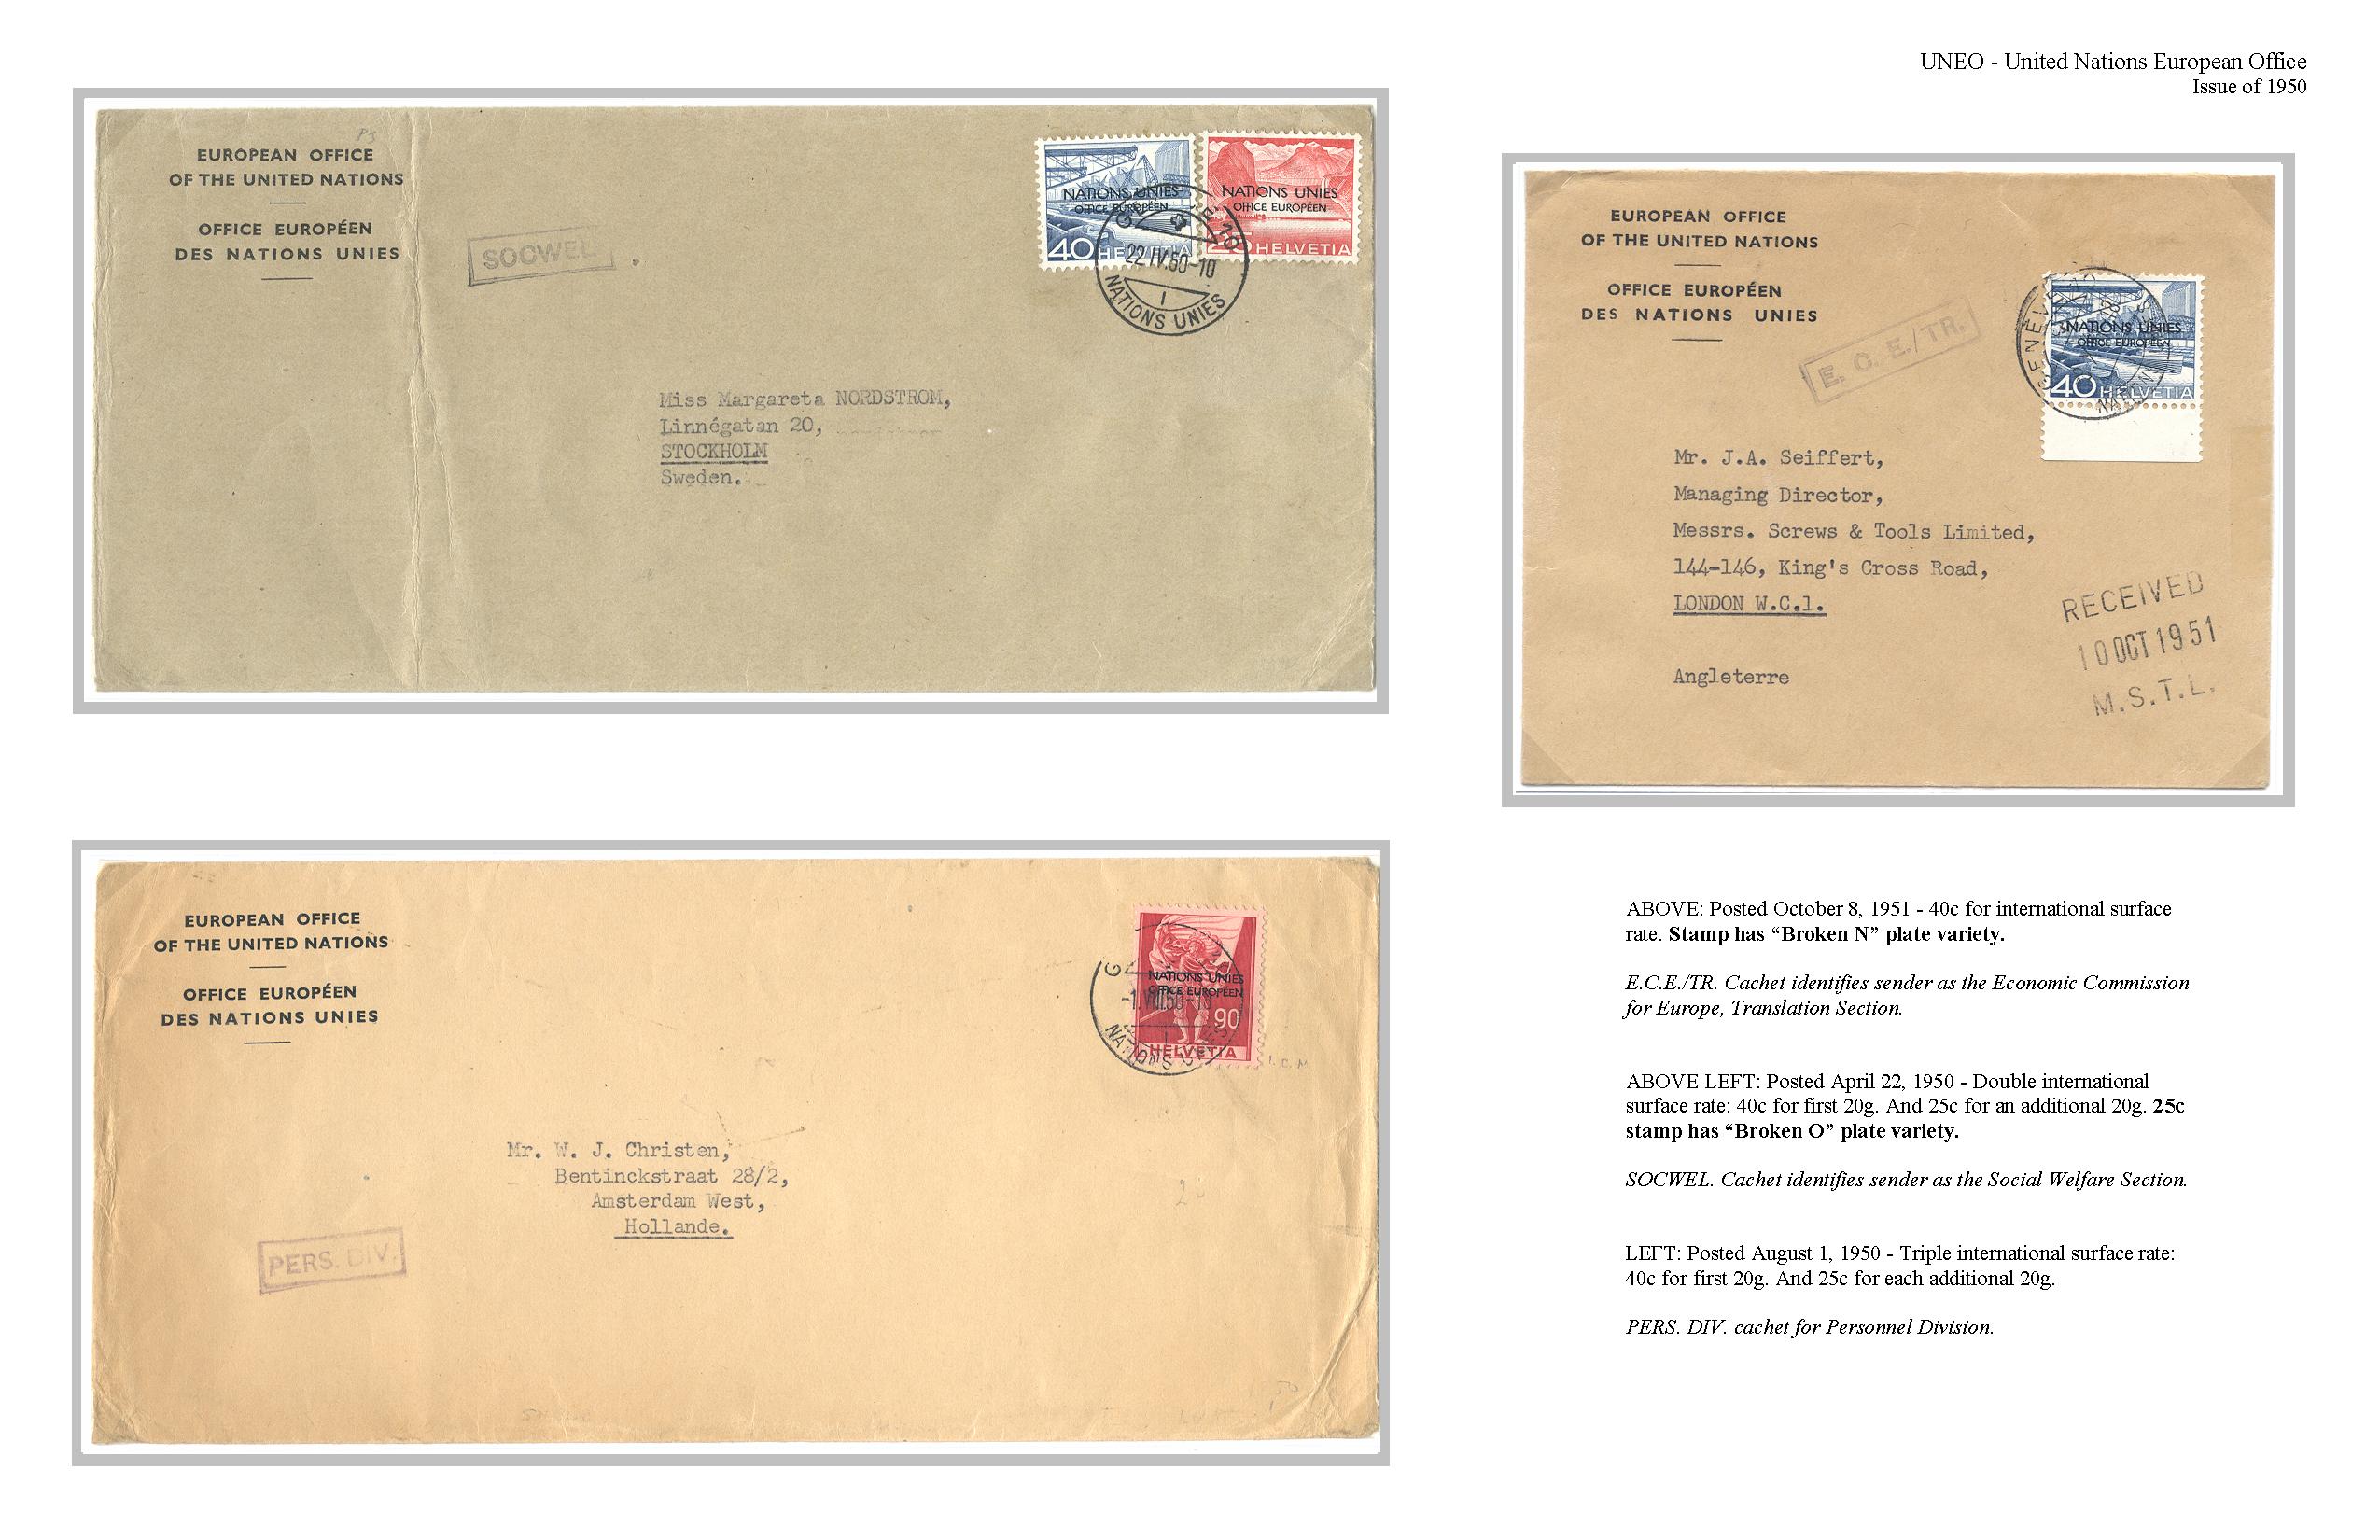 UNEO - United Nations European Office
Issue of 1950
EUROPEAN OFFICE
OF THE UNITED NATIONS
OFFICE EUROPÉEN
DES NATIONS UNIES
SOCWEL
NATIONS UNIES
OFFICE EUROPÉEN
40 HELVETIA
NATIONS UNIES
OFFICE EUROPÉEN
25 HELVETIA
22.IV.50-10
NATIONS UNIES
Miss Margareta NORDSTROM,
Linnégatan 20,
STOCKHOLM
Sweden.
EUROPEAN OFFICE
OF THE UNITED NATIONS
OFFICE EUROPÉEN
DES NATIONS UNIES
E. C. E./TR.
GENÈVE
NATIONS UNIES
OFFICE EUROPÉEN
40 HELVETIA
Mr. J.A. Seiffert,
Managing Director,
Messrs. Screws & Tools Limited,
144-146, King's Cross Road,
LONDON W.C.1.
Angleterre
RECEIVED
10 OCT 1951
M.S.T.L.
EUROPEAN OFFICE
OF THE UNITED NATIONS
OFFICE EUROPÉEN
DES NATIONS UNIES
NATIONS UNIES
OFFICE EUROPÉEN
-1.VIII.50-
90
HELVETIA
NATIONS
Mr. W. J. Christen,
Bentinckstraat 28/2,
Amsterdam West,
Hollande.
PERS. DIV.
ABOVE: Posted October 8, 1951 - 40c for international surface
rate. Stamp has “Broken N” plate variety.
E.C.E./TR. Cachet identifies sender as the Economic Commission
for Europe, Translation Section.
ABOVE LEFT: Posted April 22, 1950 - Double international
surface rate: 40c for first 20g. And 25c for an additional 20g. 25c
stamp has “Broken O” plate variety.
SOCWEL. Cachet identifies sender as the Social Welfare Section.
LEFT: Posted August 1, 1950 - Triple international surface rate:
40c for first 20g. And 25c for each additional 20g.
PERS. DIV. cachet for Personnel Division.